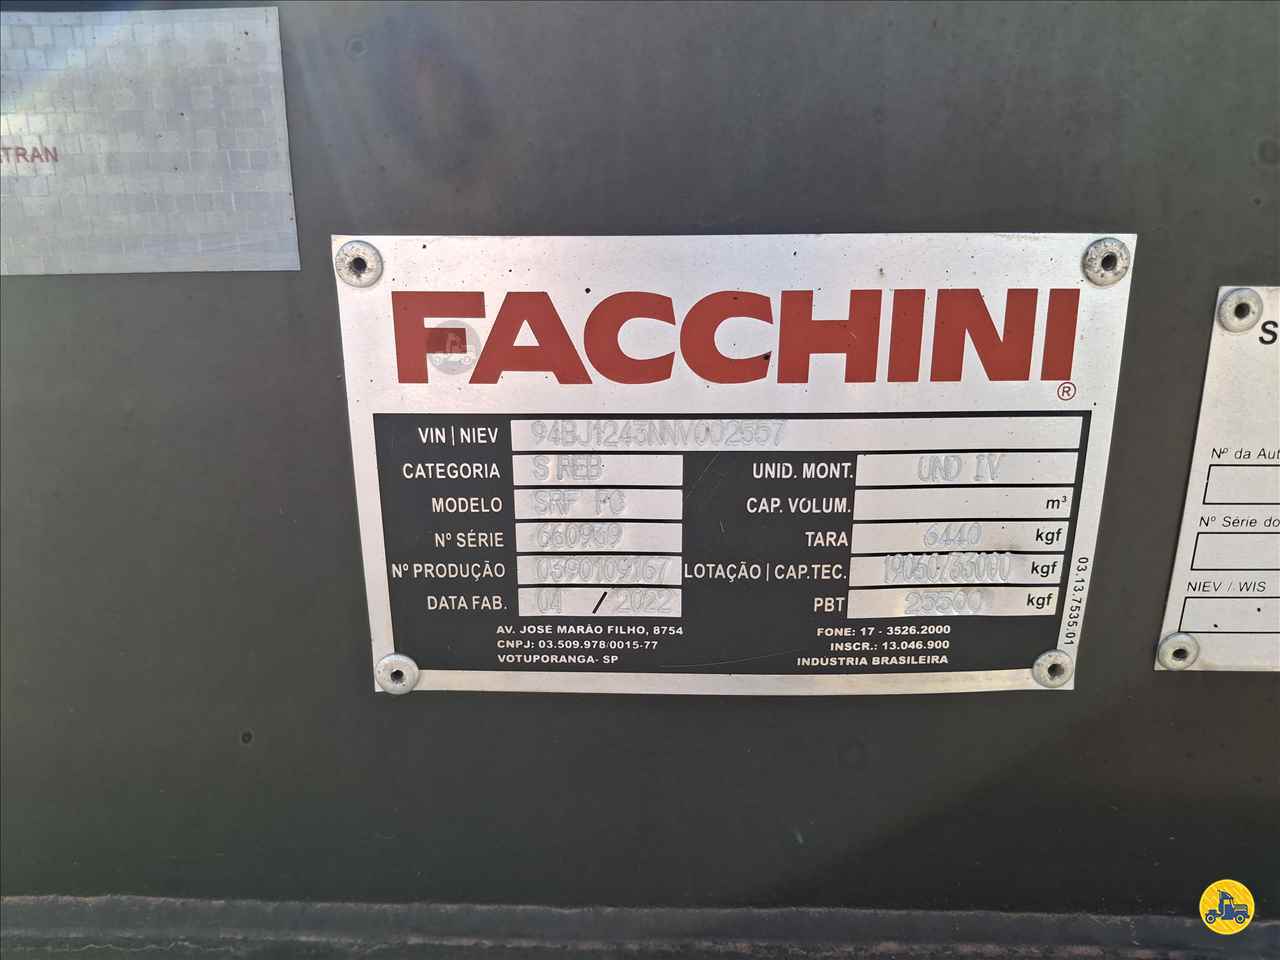 TRAN
FACCHINI
®
VIN | NIEV 94BJ1243NNV002557
CATEGORIA S REB
UNID. MONT. UND IV
MODELO SRF FC
CAP. VOLUM. m³
Nº SÉRIE 660969
TARA 6440 kgf
Nº PRODUÇÃO 0390109167
LOTAÇÃO | CAP.TEC. 19060/33000 kgf
DATA FAB. 04 / 2022
PBT 25500 kgf
AV. JOSÉ MARÃO FILHO, 8754
CNPJ: 03.509.978/0015-77
VOTUPORANGA- SP
FONE: 17 - 3526.2000
INSCR.: 13.046.900
INDÚSTRIA BRASILEIRA
03.13.7535.01
S
Nº da Aut
Nº Série do
NIEV / WIS